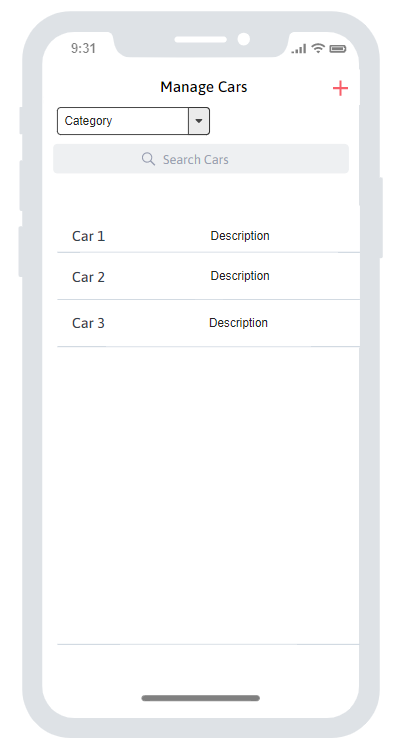 9:31
Manage Cars
Category
Search Cars
Car 1 Description
Car 2 Description
Car 3 Description